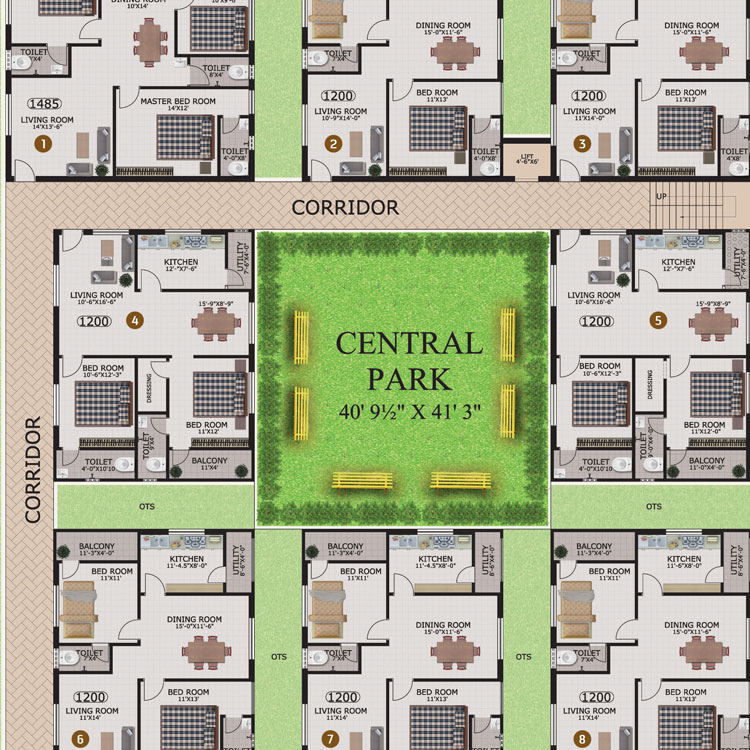 DINING ROOM
10'X14'
TOILET
7'X4'
TOILET
8'X4'
1485
LIVING ROOM
14'X13'-6"
1
MASTER BED ROOM
14'X12'
TOILET
4'-0"X8'
DINING ROOM
15'-0"X11'-6"
TOILET
7'X4'
1200
LIVING ROOM
10'-9"X14'-0"
2
BED ROOM
11'X13'
TOILET
4'-0"X8'
LIFT
4'-6"X6'
DINING ROOM
15'-0"X11'-6"
TOILET
7'X4'
1200
LIVING ROOM
11'X14'-0"
3
BED ROOM
11'X13'
TOILET
4'X8'
CORRIDOR
UP
KITCHEN
12'-"X7'-6"
UTILITY
7'-6"X4'-0"
LIVING ROOM
10'-6"X16'-6"
15'-9"X8'-9"
1200
4
BED ROOM
10'-6"X12'-3"
DRESSING
BED ROOM
11'X12'
TOILET
4'-0"X10'10
TOILET
BALCONY
11'X4'
CENTRAL
PARK
40' 9½" X 41' 3"
KITCHEN
12'-"X7'-6"
UTILITY
LIVING ROOM
10'-6"X16'-6"
15'-9"X8'-9"
1200
5
BED ROOM
10'-6"X12'-3"
DRESSING
BED ROOM
11'X12'-0"
TOILET
4'-0"X10'10
TOILET
BALCONY
11'-0"X4'-0"
CORRIDOR
OTS
OTS
BALCONY
11'-3"X4'-0"
KITCHEN
11'-4.5"X8'-0"
UTILITY
8'-6"X4'-0"
BED ROOM
11'X11'
DINING ROOM
15'-0"X11'-6"
TOILET
7'X4'
1200
LIVING ROOM
11'X14'
6
BED ROOM
11'X13'
TOILET
OTS
BALCONY
11'-3"X4'-0"
KITCHEN
11'-4.5"X8'-0"
UTILITY
8'-6"X4'-0"
BED ROOM
11'X11'
DINING ROOM
15'-0"X11'-6"
TOILET
7'X4'
1200
LIVING ROOM
11'X14'
7
BED ROOM
11'X13'
TOILET
OTS
BALCONY
11'-3"X4'-0"
KITCHEN
11'-6"X8'-0"
UTILITY
8'-6"X4'-0"
BED ROOM
11'X11'
DINING ROOM
15'-0"X11'-6"
TOILET
7'X4'
1200
LIVING ROOM
11'X14'
8
BED ROOM
11'X13'
TOILET